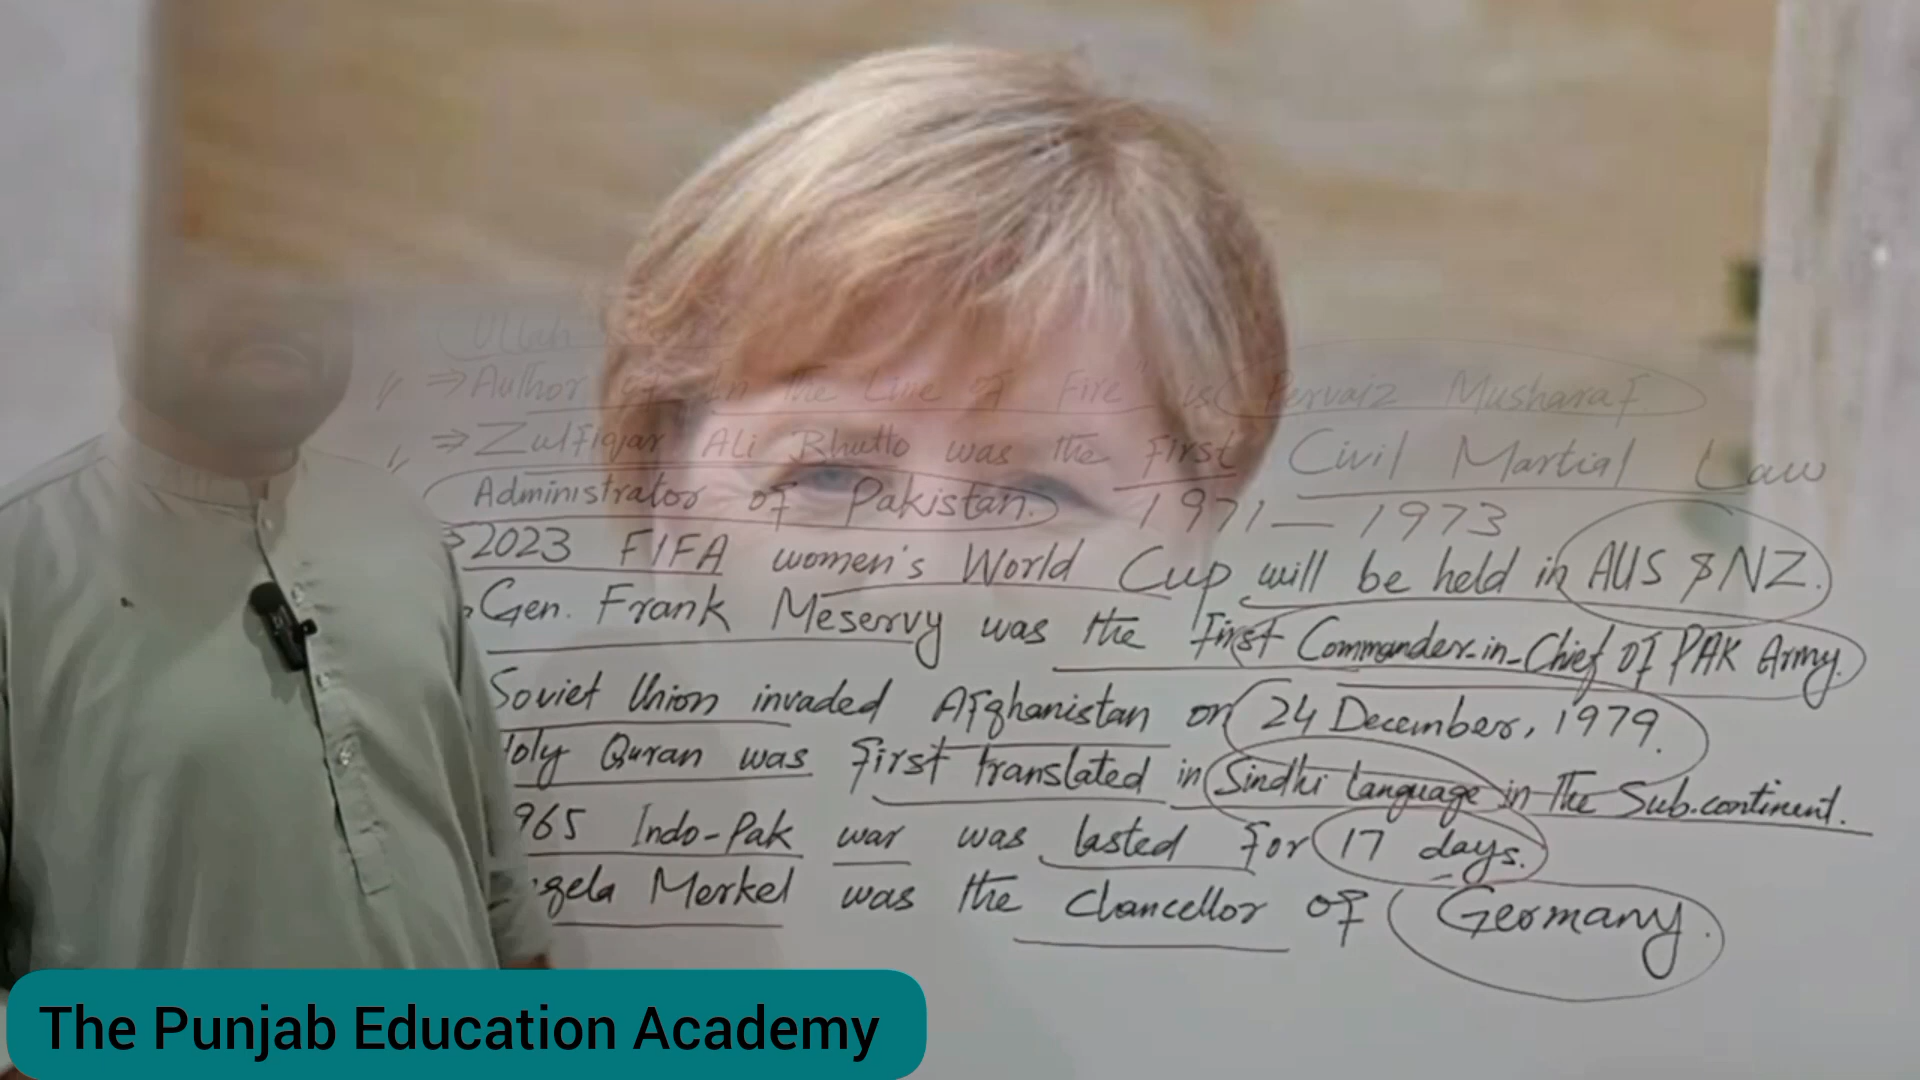 Ullah
⇒ Author of "In the Line of Fire" is Pervaiz Musharaf.
⇒ Zulfiqar Ali Bhutto was the first Civil Martial Law
Administrator of Pakistan. 1971 — 1973
⇒ 2023 FIFA women's World Cup will be held in AUS & NZ.
Gen. Frank Meservy was the first Commander-in-Chief of PAK Army.
Soviet Union invaded Afghanistan on 24 December, 1979.
Holy Quran was first translated in Sindhi language in the Sub-continent.
965 Indo-Pak war was lasted for 17 days.
gela Merkel was the Chancellor of Germany.
The Punjab Education Academy